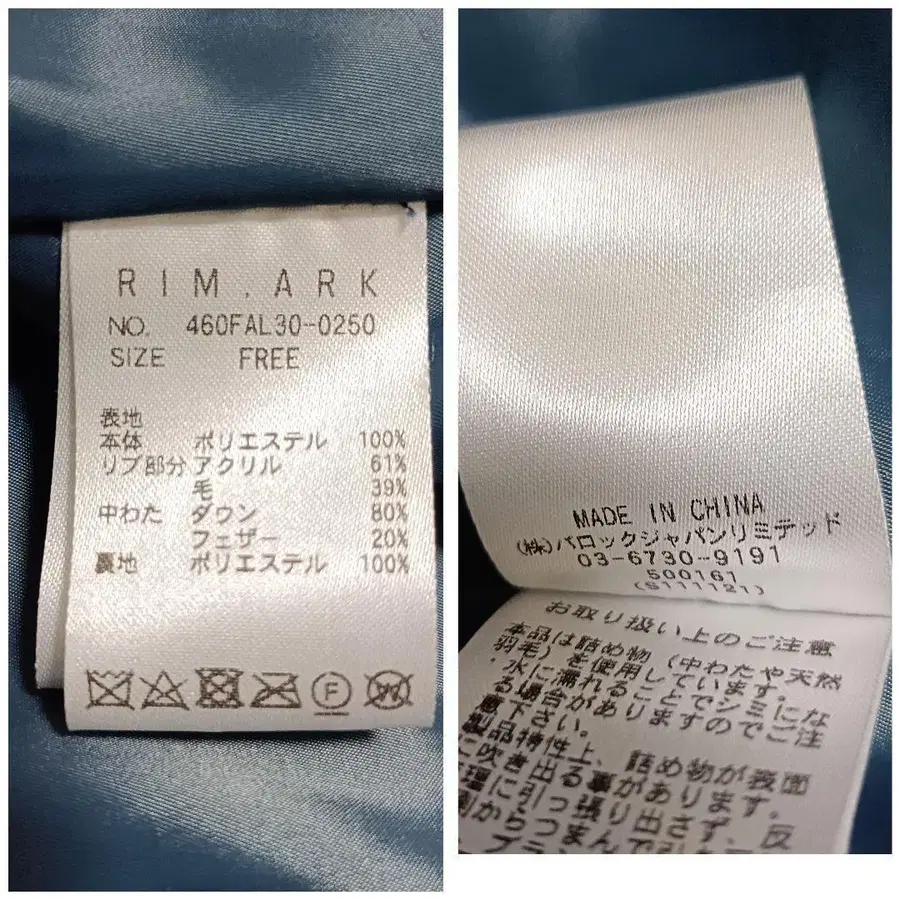 RIM.ARK
NO. 460FAL30-0250
SIZE FREE
表地
本体 ポリエステル 100%
リブ部分 アクリル 61%
毛 39%
中わた ダウン 80%
フェザー 20%
裏地 ポリエステル 100%
F
W
MADE IN CHINA
(株)バロックジャパンリミテッド
03-6730-9191
500161
(S111121)
お取り扱い上のご注意
本品は詰め物(中わたや天然
羽毛)を使用しています。
水に濡れることでシミにな
る場合がありますのでご注
意下さい。
製品特性上、詰め物が表面
に吹き出る事があります。
無理に引っ張り出さず、反
対側からつまんで